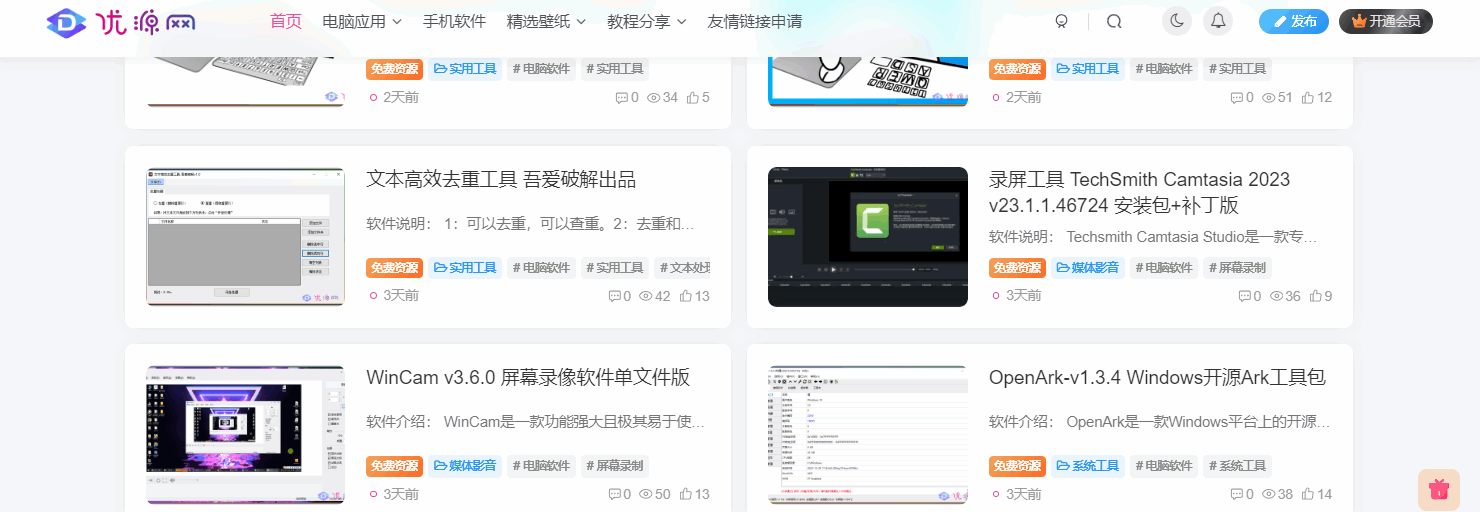 优源网
首页 电脑应用 手机软件 精选壁纸 教程分享 友情链接申请 发布 开通会员
免费资源 实用工具 # 电脑软件 # 实用工具
2天前 0 34 5
免费资源 实用工具 # 电脑软件 # 实用工具
2天前 0 51 12
文本高效去重工具 吾爱破解出品
软件说明： 1：可以去重，可以查重。2：去重和...
免费资源 实用工具 # 电脑软件 # 实用工具 # 文本处理
3天前 0 42 13
录屏工具 TechSmith Camtasia 2023
v23.1.1.46724 安装包+补丁版
软件说明： Techsmith Camtasia Studio是一款专...
免费资源 媒体影音 # 电脑软件 # 屏幕录制
3天前 0 36 9
WinCam v3.6.0 屏幕录像软件单文件版
软件介绍： WinCam是一款功能强大且极其易于使...
免费资源 媒体影音 # 电脑软件 # 屏幕录制
3天前 0 50 13
OpenArk-v1.3.4 Windows开源Ark工具包
软件介绍： OpenArk是一款Windows平台上的开源...
免费资源 系统工具 # 电脑软件 # 系统工具
3天前 0 38 14